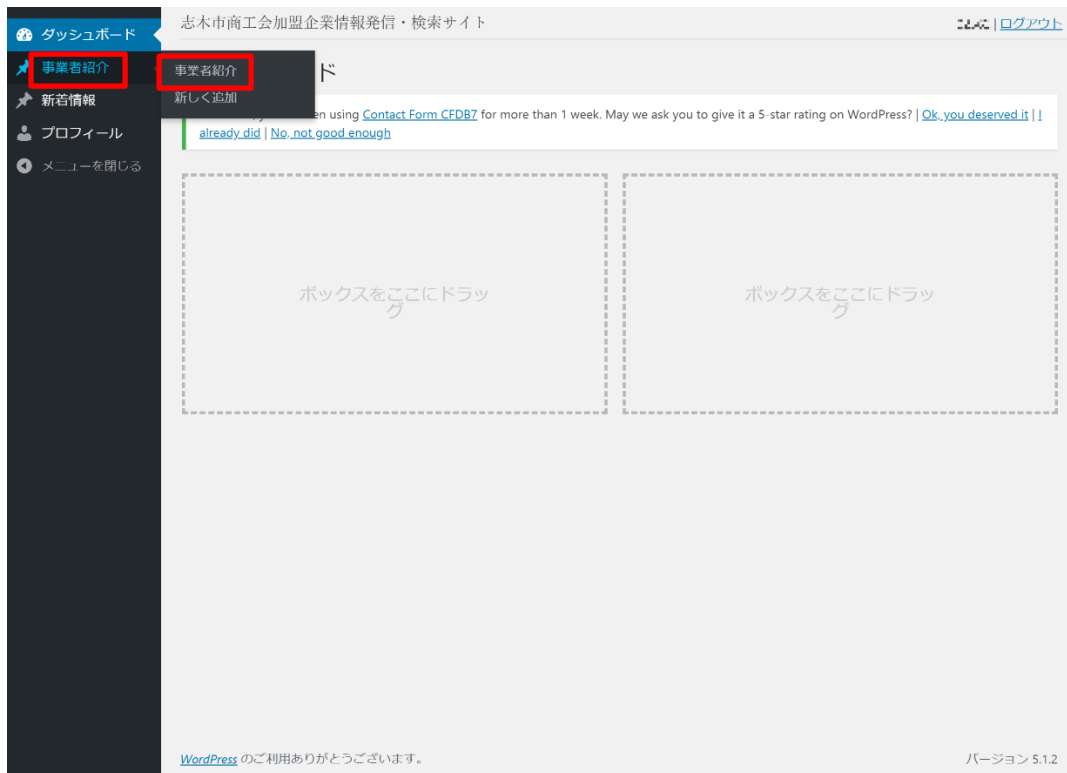 志木市商工会加盟企業情報発信・検索サイト
| ログアウト
ダッシュボード
事業者紹介
新着情報
プロフィール
メニューを閉じる
事業者紹介
新しく追加
ド
en using Contact Form CFDB7 for more than 1 week. May we ask you to give it a 5-star rating on WordPress? | Ok, you deserved it | I
already did | No, not good enough
ボックスをここにドラッ
グ
ボックスをここにドラッ
グ
WordPress のご利用ありがとうございます。
バージョン 5.1.2